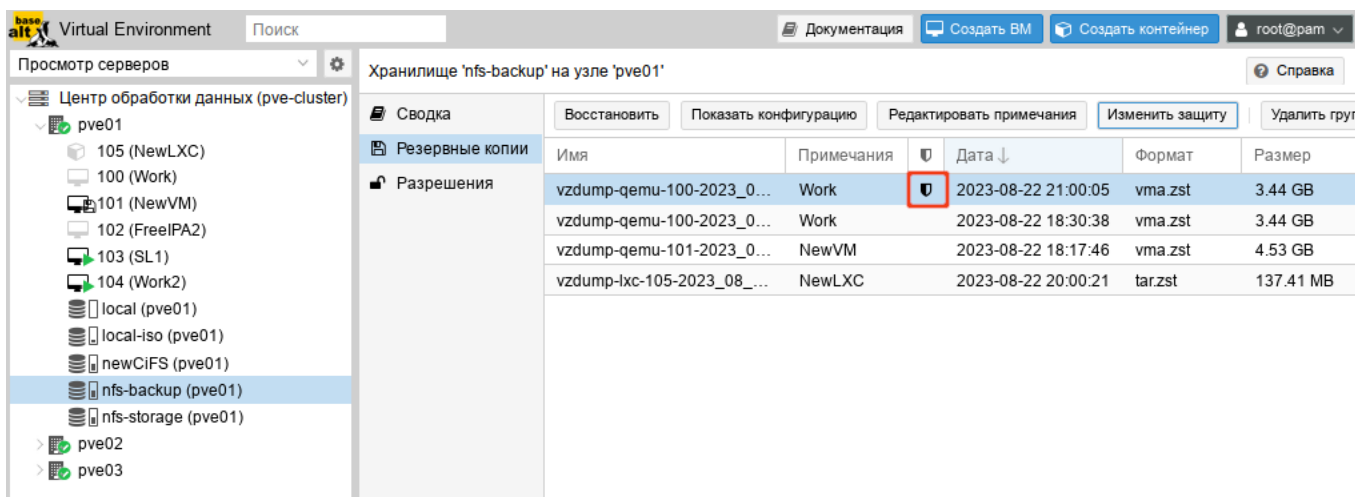 base alt Virtual Environment Поиск Документация Создать ВМ Создать контейнер root@pam
Просмотр серверов
Центр обработки данных (pve-cluster)
pve01
105 (NewLXC)
100 (Work)
101 (NewVM)
102 (FreeIPA2)
103 (SL1)
104 (Work2)
local (pve01)
local-iso (pve01)
newCiFS (pve01)
nfs-backup (pve01)
nfs-storage (pve01)
pve02
pve03
Хранилище 'nfs-backup' на узле 'pve01' Справка
Сводка
Резервные копии
Разрешения
Восстановить Показать конфигурацию Редактировать примечания Изменить защиту Удалить груп
Имя Примечания Дата ↓ Формат Размер
vzdump-qemu-100-2023_0... Work 2023-08-22 21:00:05 vma.zst 3.44 GB
vzdump-qemu-100-2023_0... Work 2023-08-22 18:30:38 vma.zst 3.44 GB
vzdump-qemu-101-2023_0... NewVM 2023-08-22 18:17:46 vma.zst 4.53 GB
vzdump-lxc-105-2023_08_... NewLXC 2023-08-22 20:00:21 tar.zst 137.41 MB